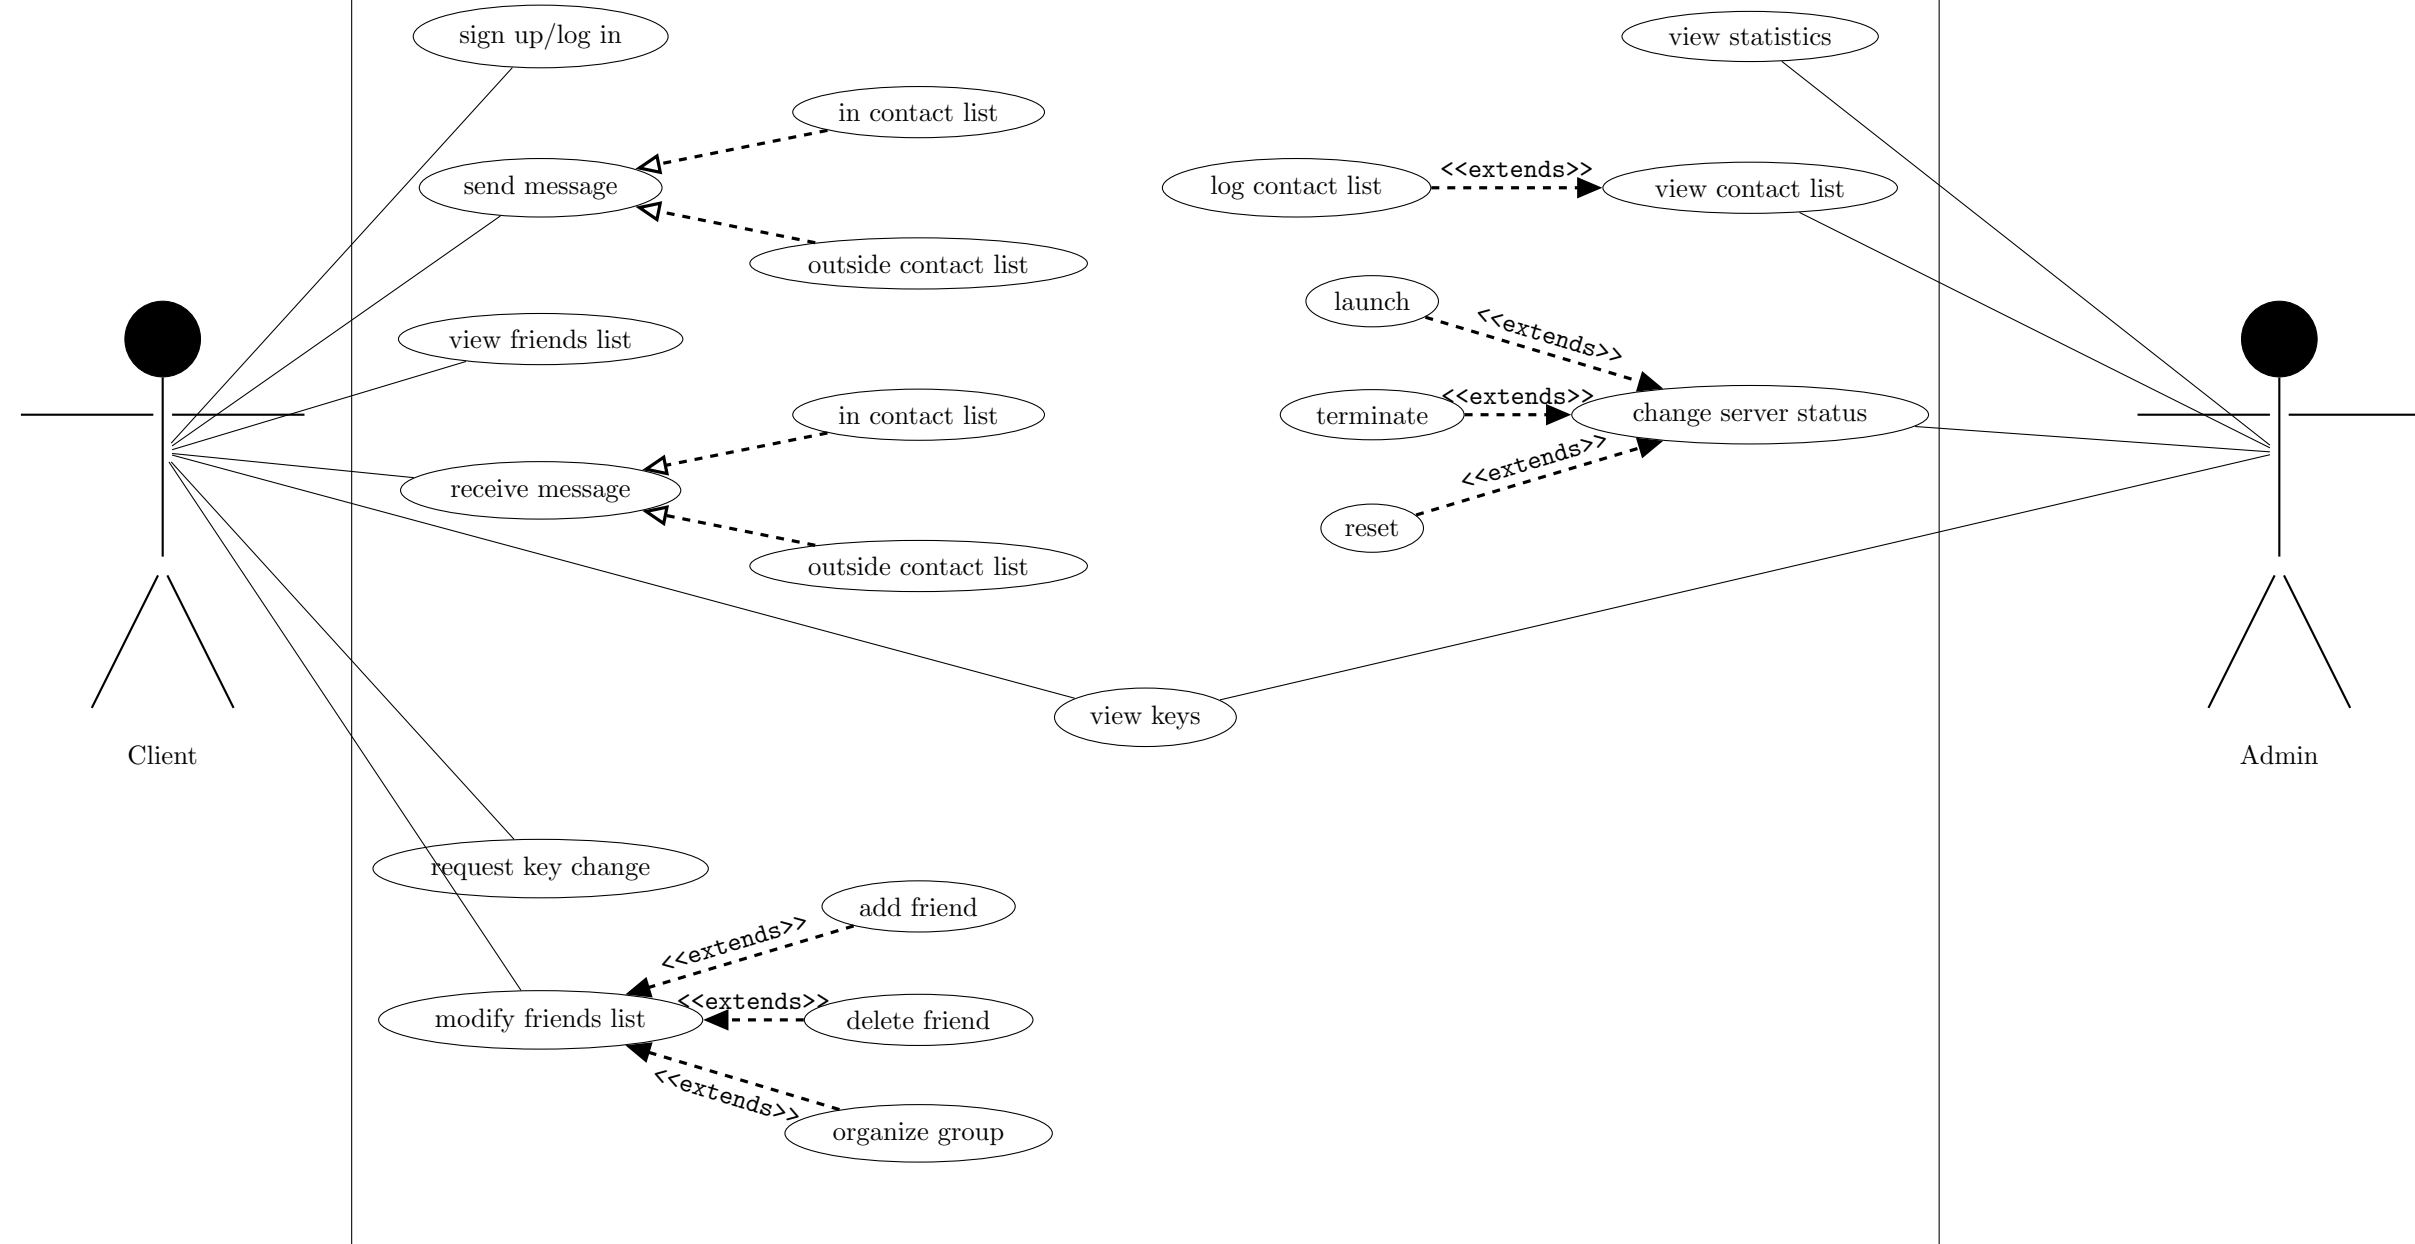 sign up/log in
view statistics
in contact list
send message
<<extends>>
log contact list
view contact list
outside contact list
launch
<<extends>>
view friends list
in contact list
<<extends>>
terminate
change server status
<<extends>>
receive message
reset
outside contact list
view keys
Client
Admin
request key change
add friend
<<extends>>
<<extends>>
modify friends list
delete friend
<<extends>>
organize group